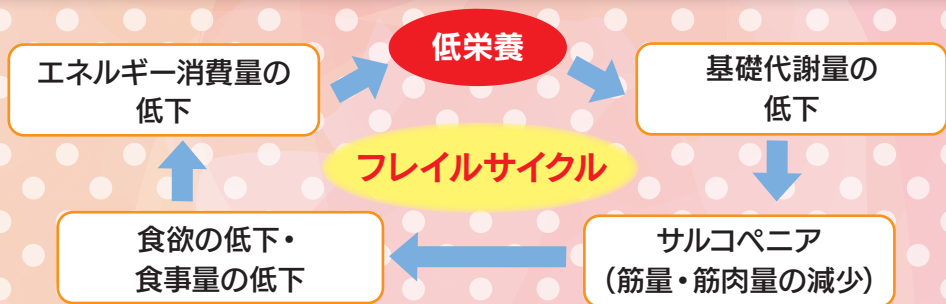 低栄養
エネルギー消費量の
低下
基礎代謝量の
低下
フレイルサイクル
食欲の低下・
食事量の低下
サルコペニア
（筋量・筋肉量の減少）